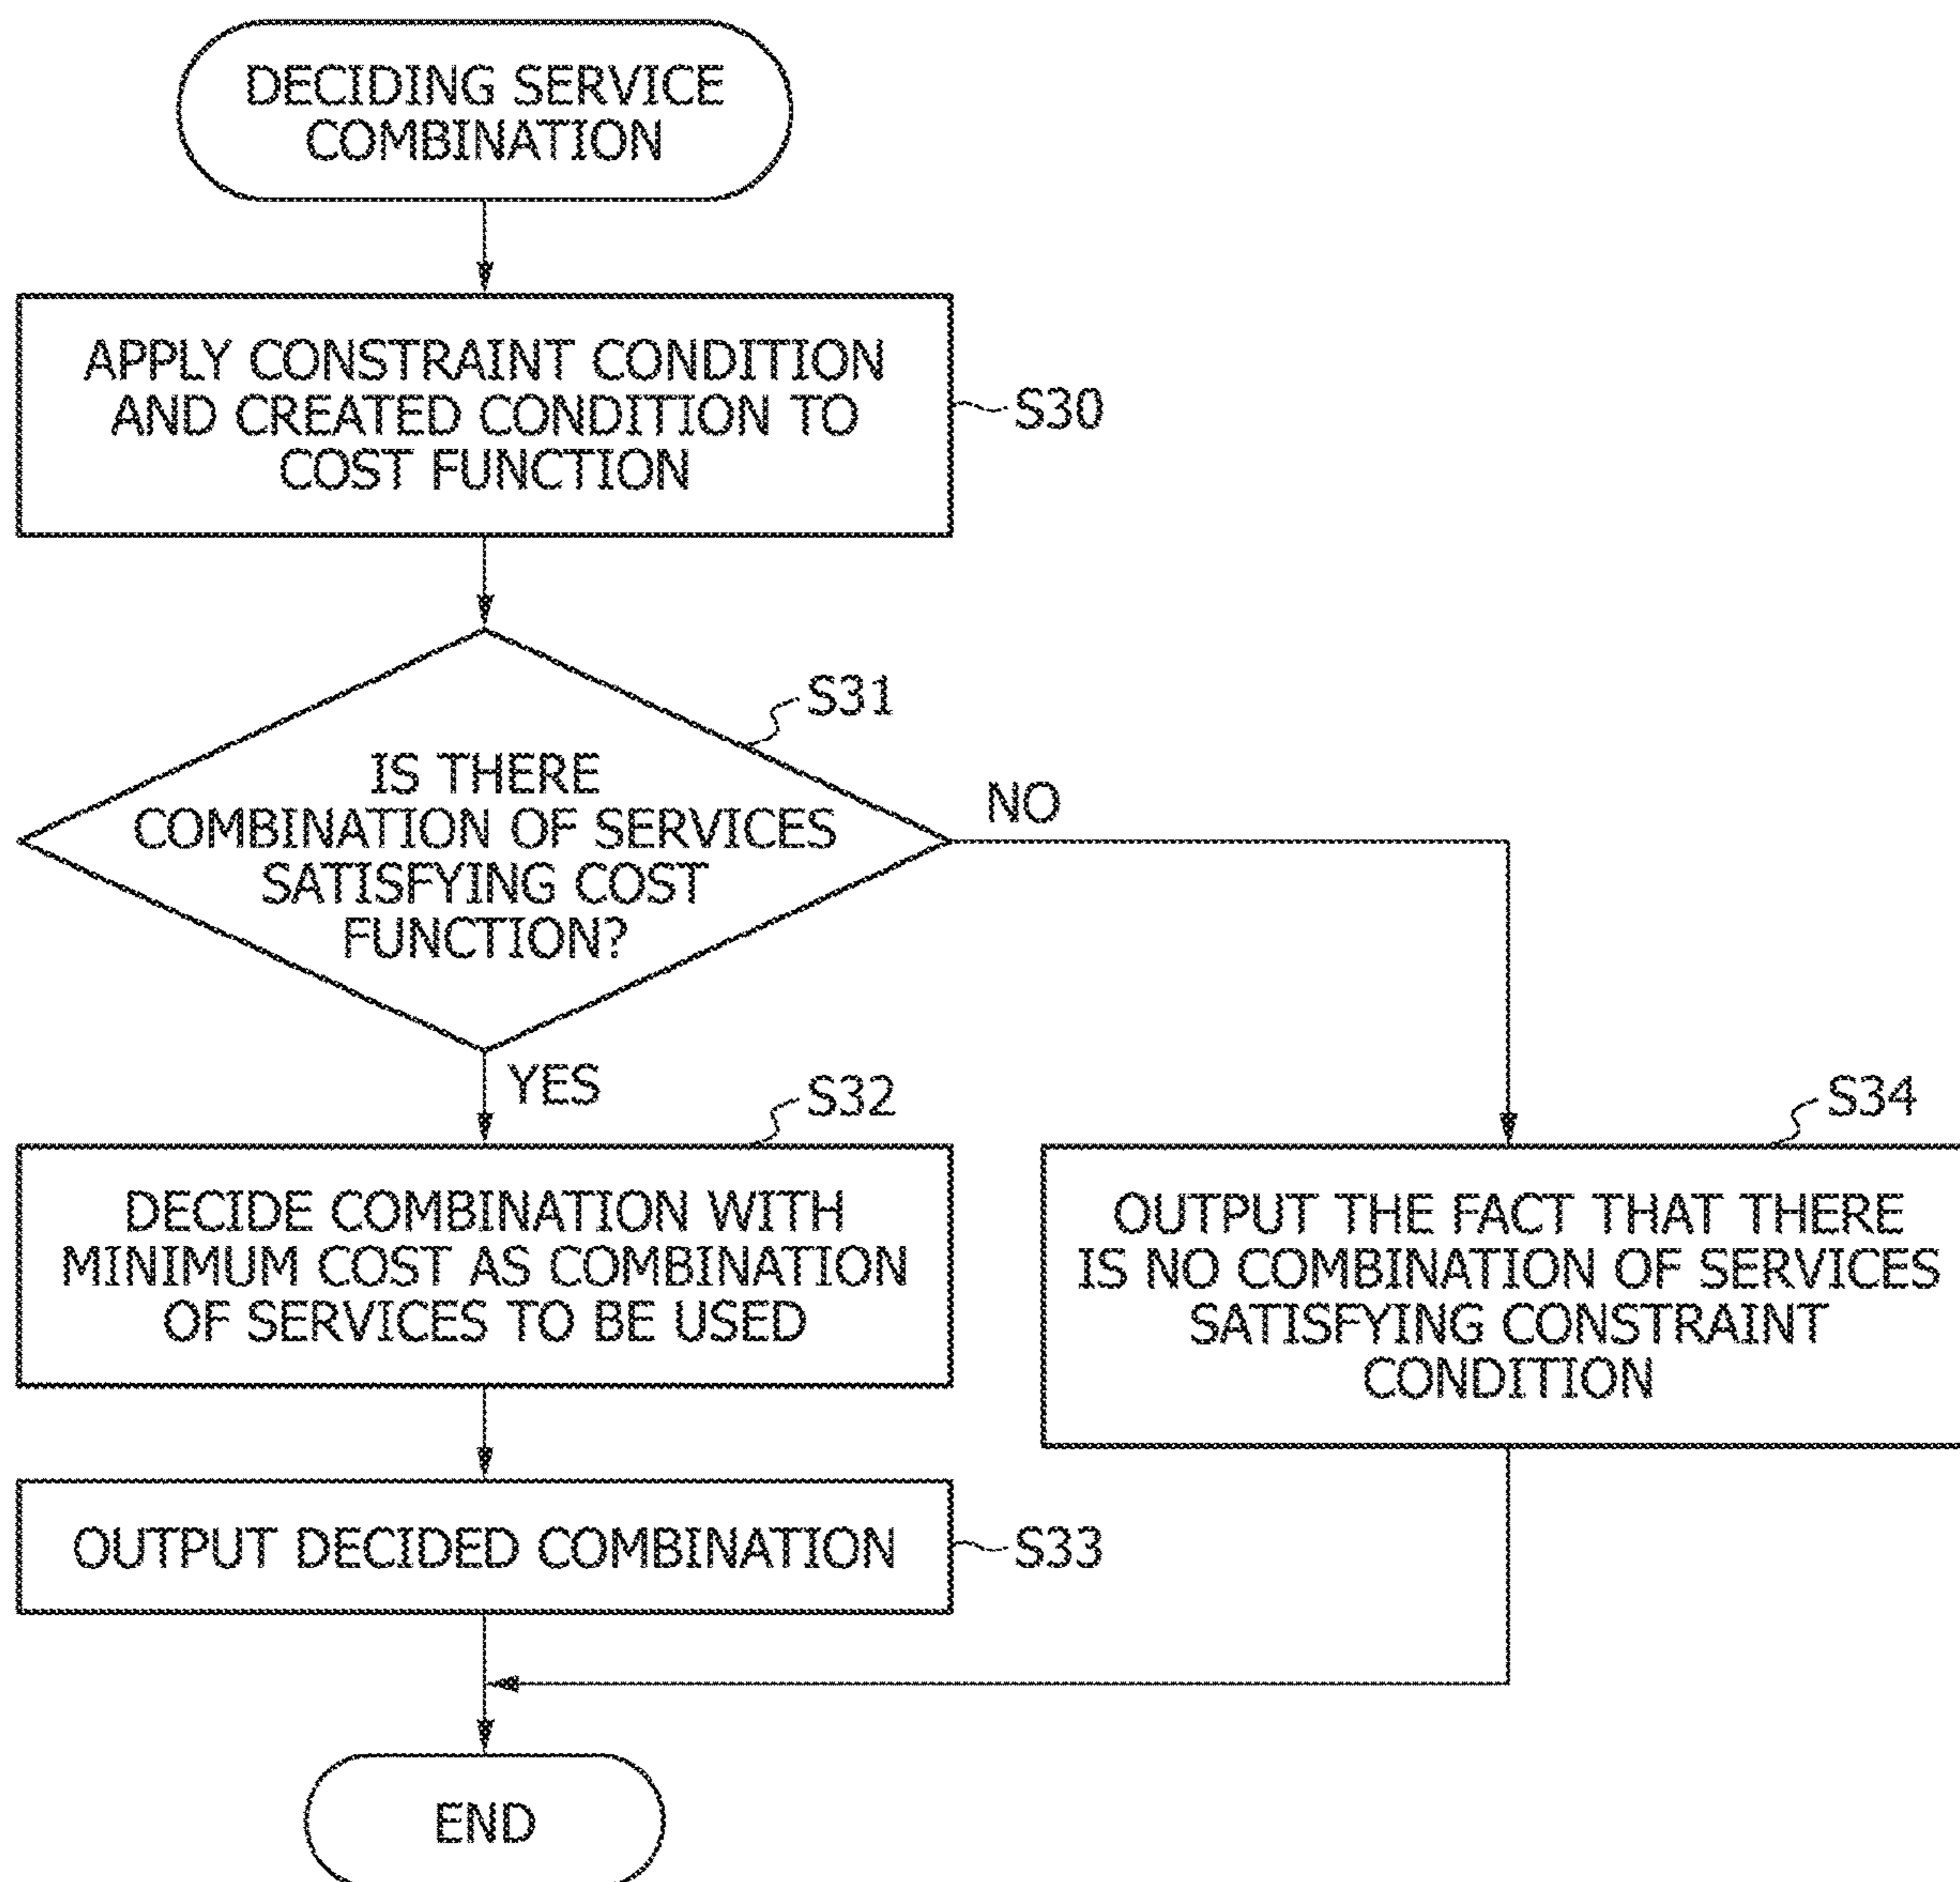 DECIDING SERVICE
COMBINATION
APPLY CONSTRAINT CONDITION
AND CREATED CONDITION TO
COST FUNCTION
S30
S31
IS THERE
COMBINATION OF SERVICES
SATISFYING COST
FUNCTION?
NO
YES
S32
DECIDE COMBINATION WITH
MINIMUM COST AS COMBINATION
OF SERVICES TO BE USED
S34
OUTPUT THE FACT THAT THERE
IS NO COMBINATION OF SERVICES
SATISFYING CONSTRAINT
CONDITION
OUTPUT DECIDED COMBINATION
S33
END